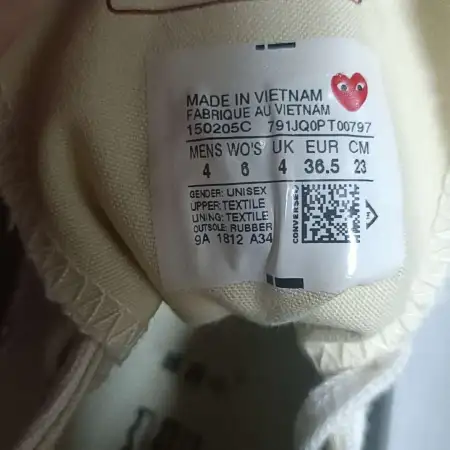 MADE IN VIETNAM
FABRIQUE AU VIETNAM
150205C 791JQ0PT00797
MENS WO'S UK EUR CM
4 6 4 36.5 23
GENDER: UNISEX
UPPER: TEXTILE
LINING: TEXTILE
OUTSOLE: RUBBER
9A 1812 A34
CONVERSE